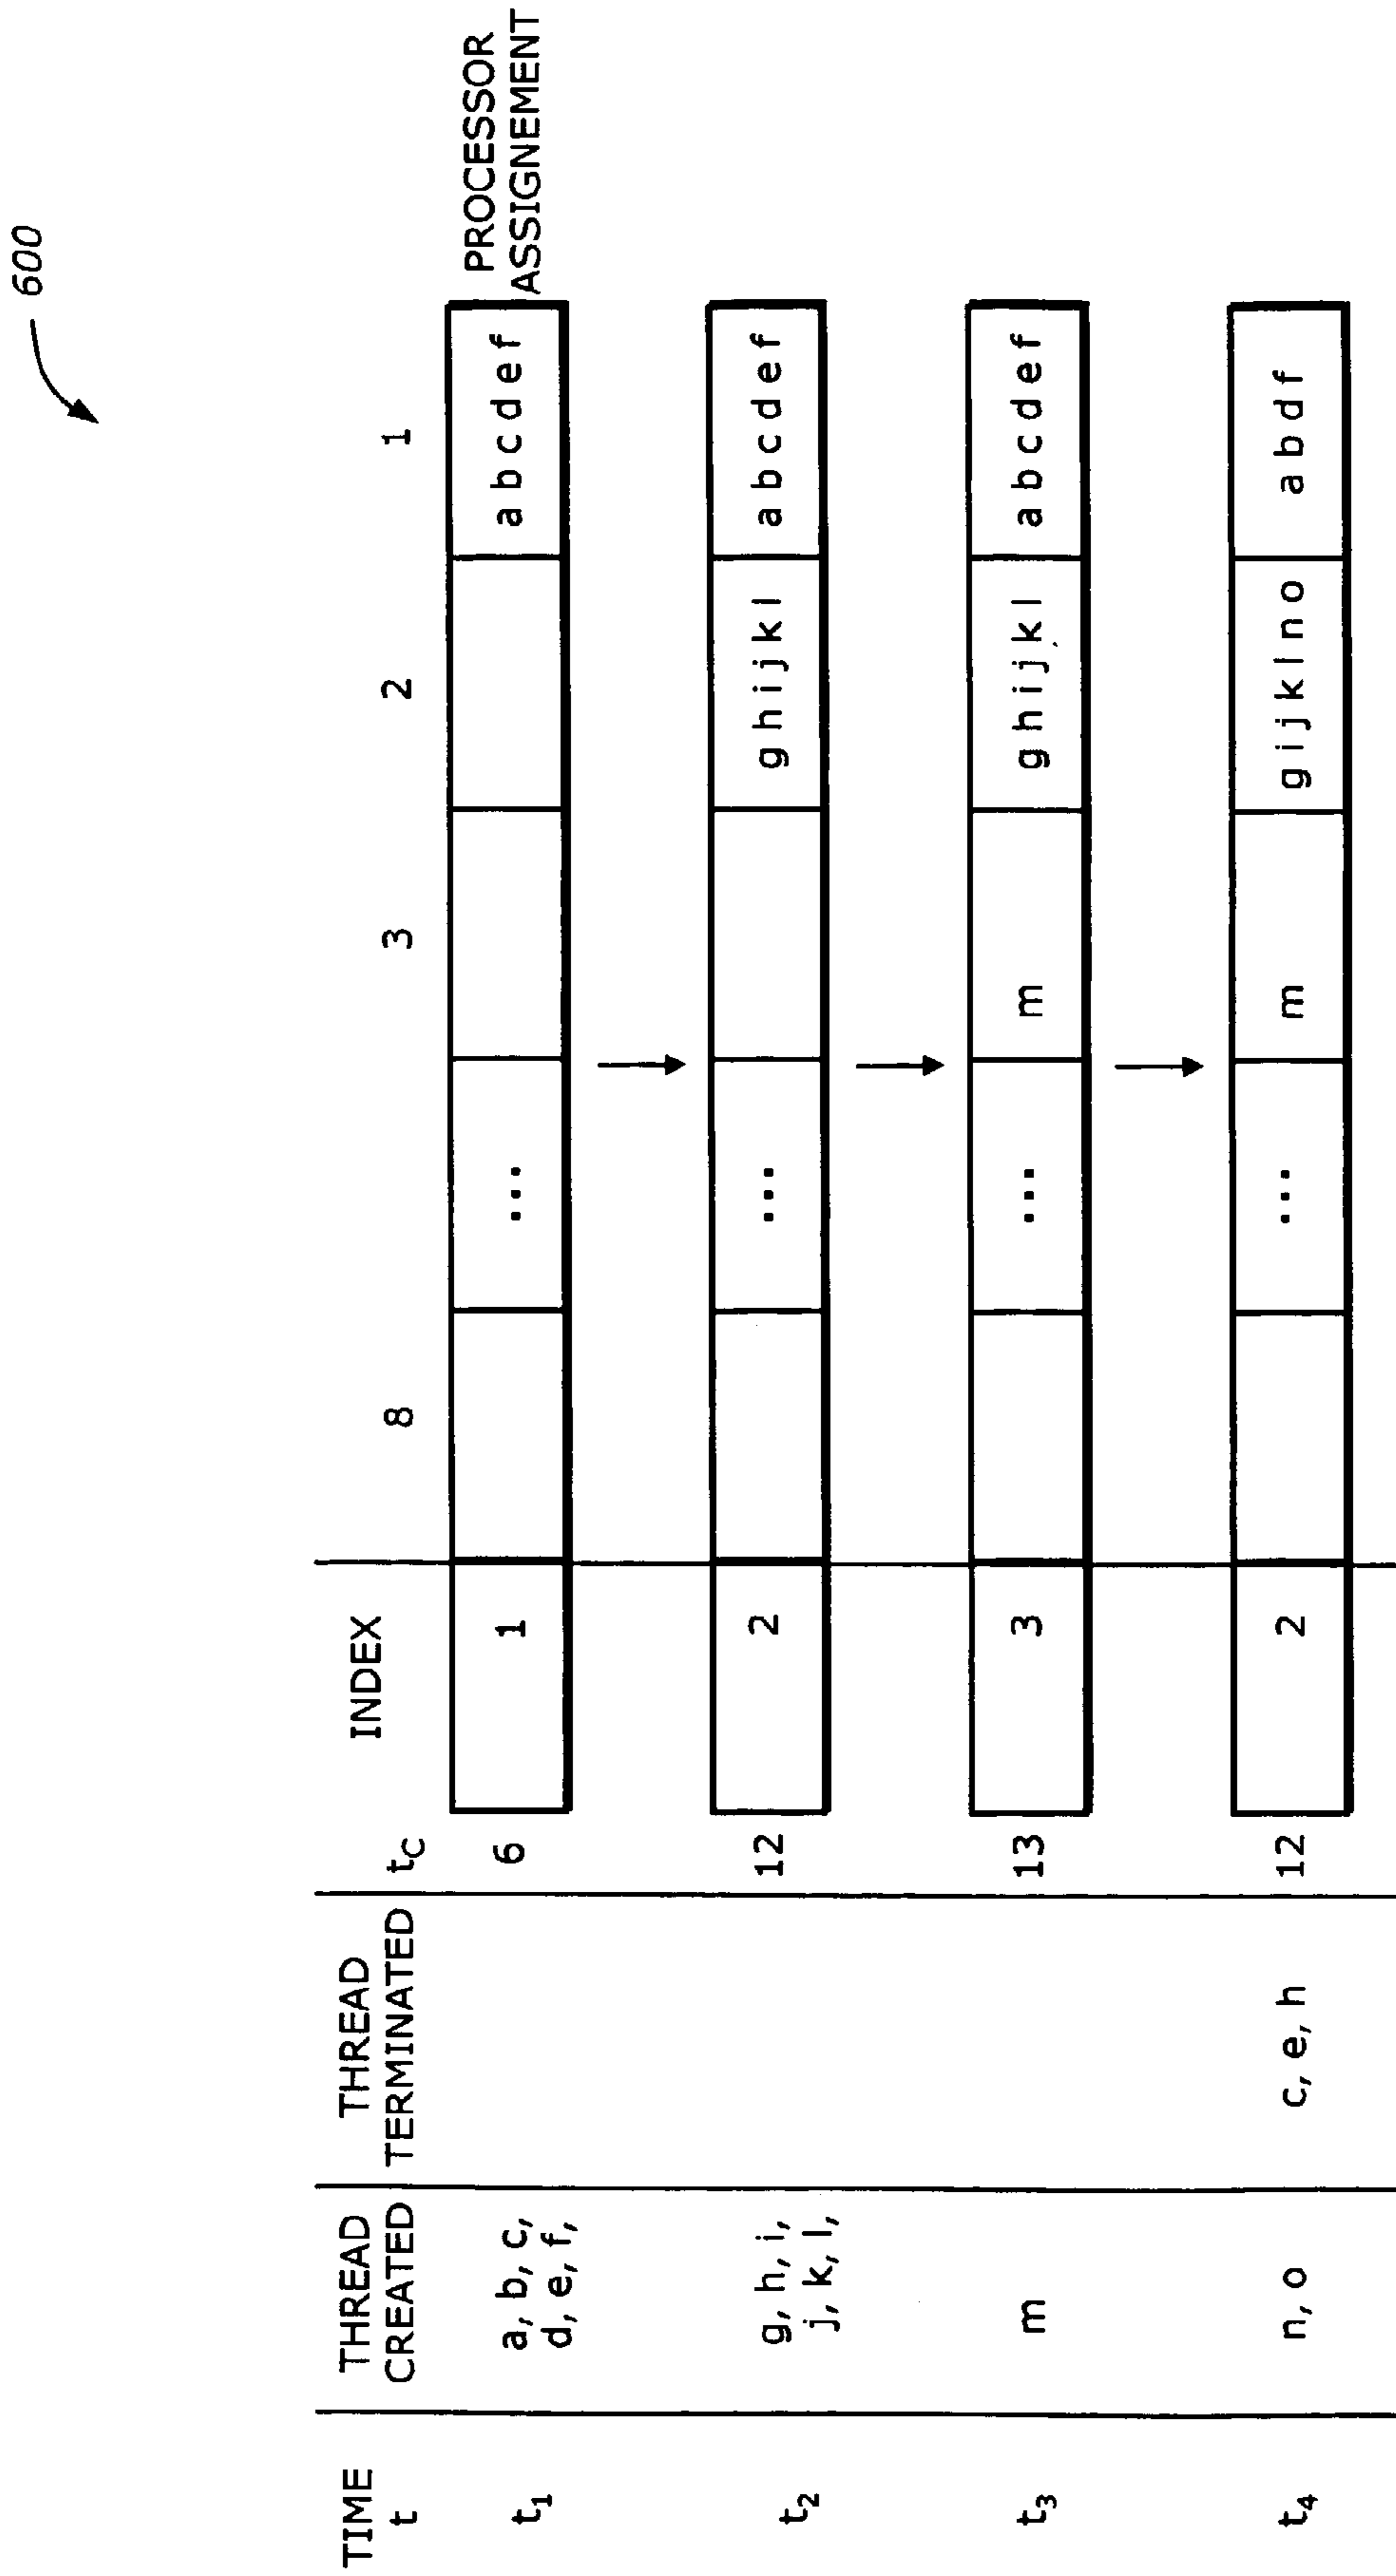 600
TIME
t
THREAD
CREATED
THREAD
TERMINATED
tC
INDEX
8
3
2
1
PROCESSOR
ASSIGNEMENT
t1
a, b, c,
d, e, f,
6
1
...
a b c d e f
t2
g, h, i,
j, k, l,
12
2
...
g h i j k l
a b c d e f
t3
m
13
3
...
m
g h i j k l
a b c d e f
t4
n, o
c, e, h
12
2
...
m
g i j k l n o
a b d f